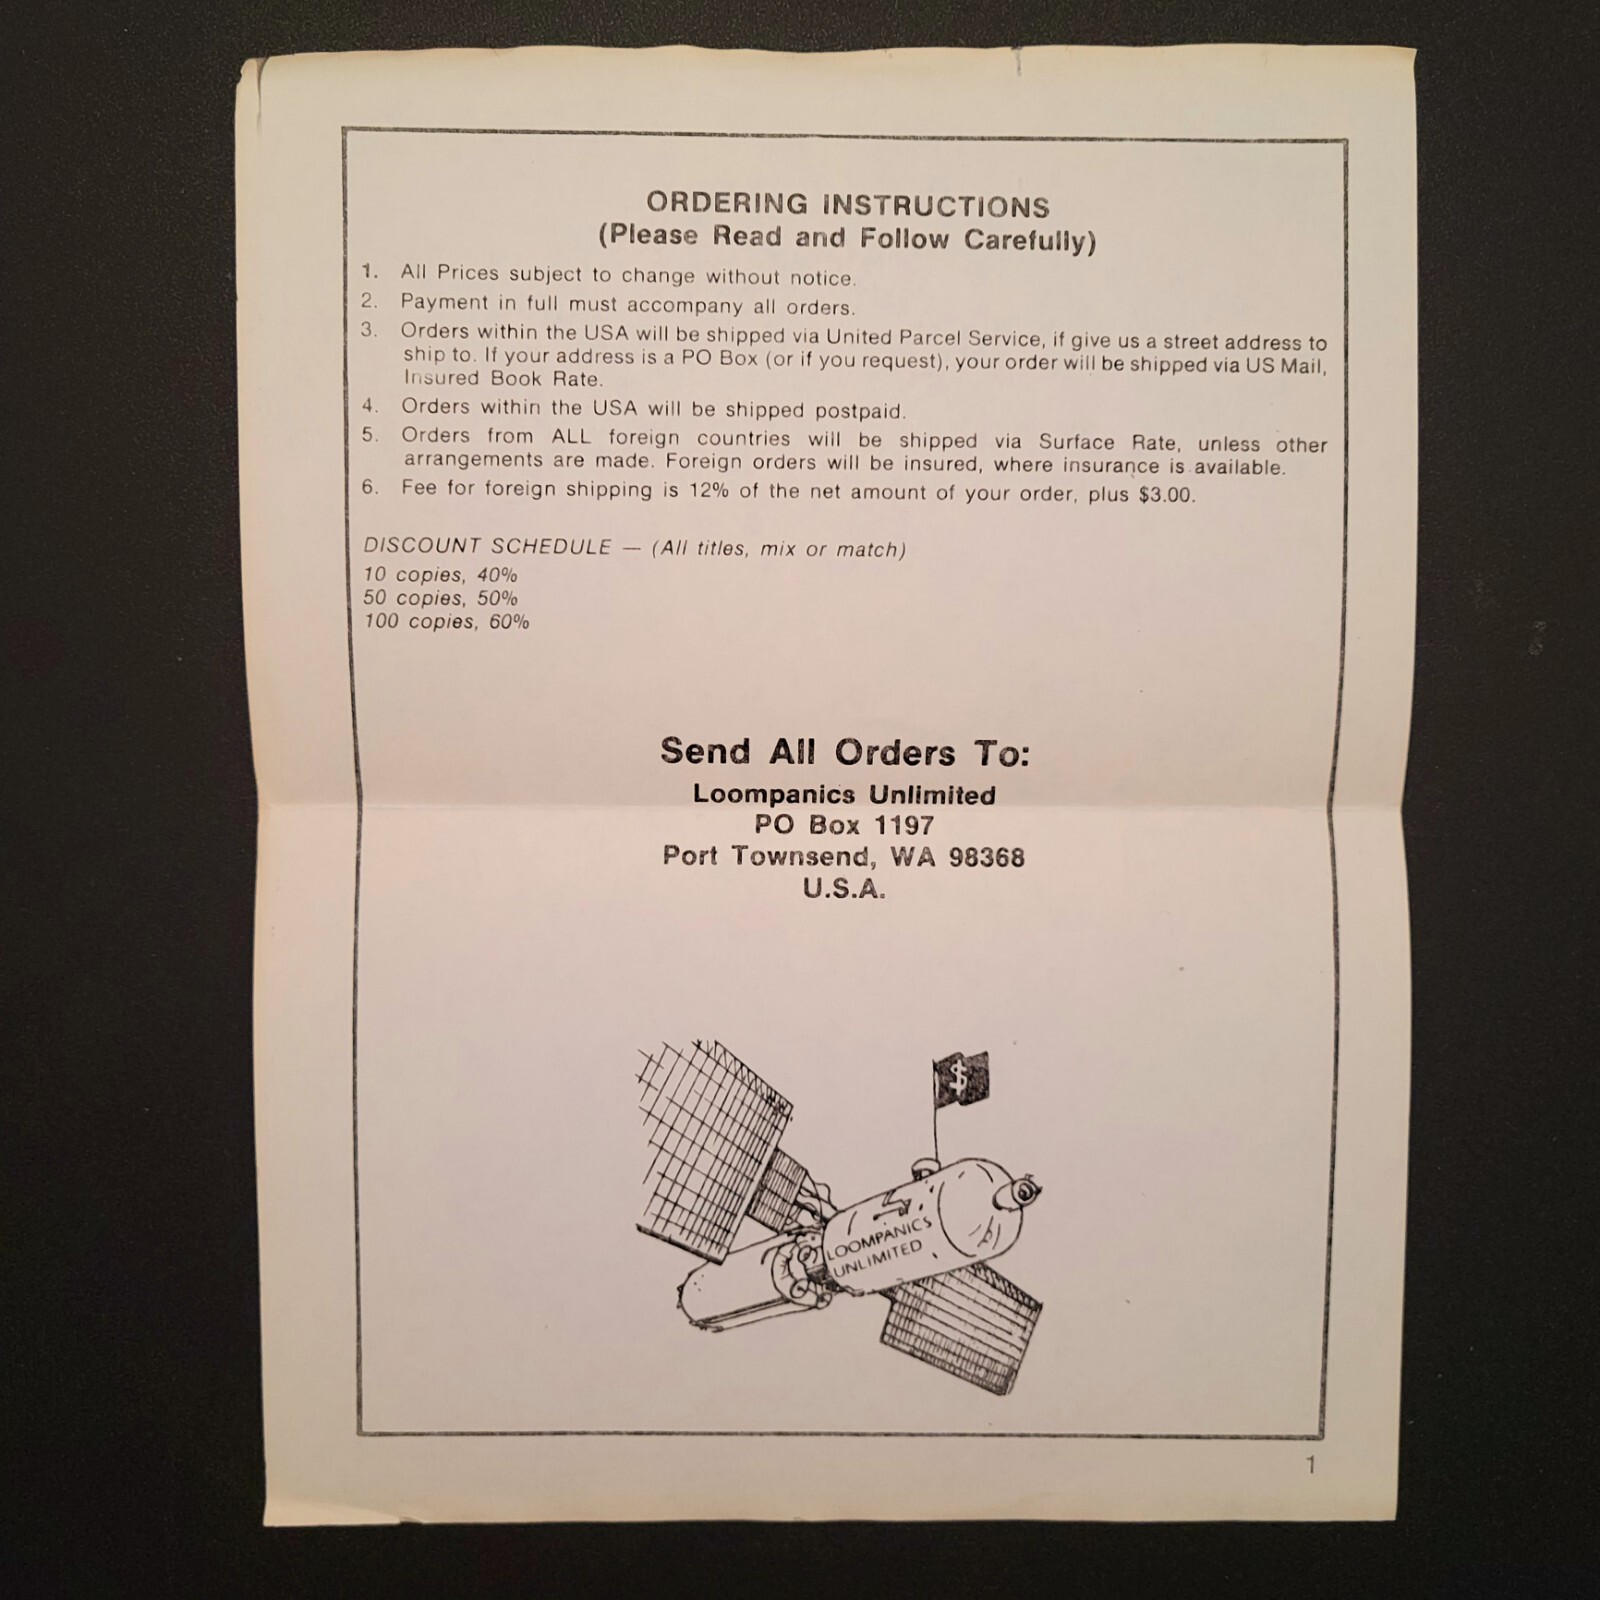 ORDERING INSTRUCTIONS
(Please Read and Follow Carefully)
1. All Prices subject to change without notice.
2. Payment in full must accompany all orders.
3. Orders within the USA will be shipped via United Parcel Service, if give us a street address to
ship to. If your address is a PO Box (or if you request), your order will be shipped via US Mail,
Insured Book Rate.
4. Orders within the USA will be shipped postpaid.
5. Orders from ALL foreign countries will be shipped via Surface Rate, unless other
arrangements are made. Foreign orders will be insured, where insurance is available.
6. Fee for foreign shipping is 12% of the net amount of your order, plus $3.00.
DISCOUNT SCHEDULE — (All titles, mix or match)
10 copies, 40%
50 copies, 50%
100 copies, 60%
Send All Orders To:
Loompanics Unlimited
PO Box 1197
Port Townsend, WA 98368
U.S.A.
$
LOOMPANICS
UNLIMITED
1